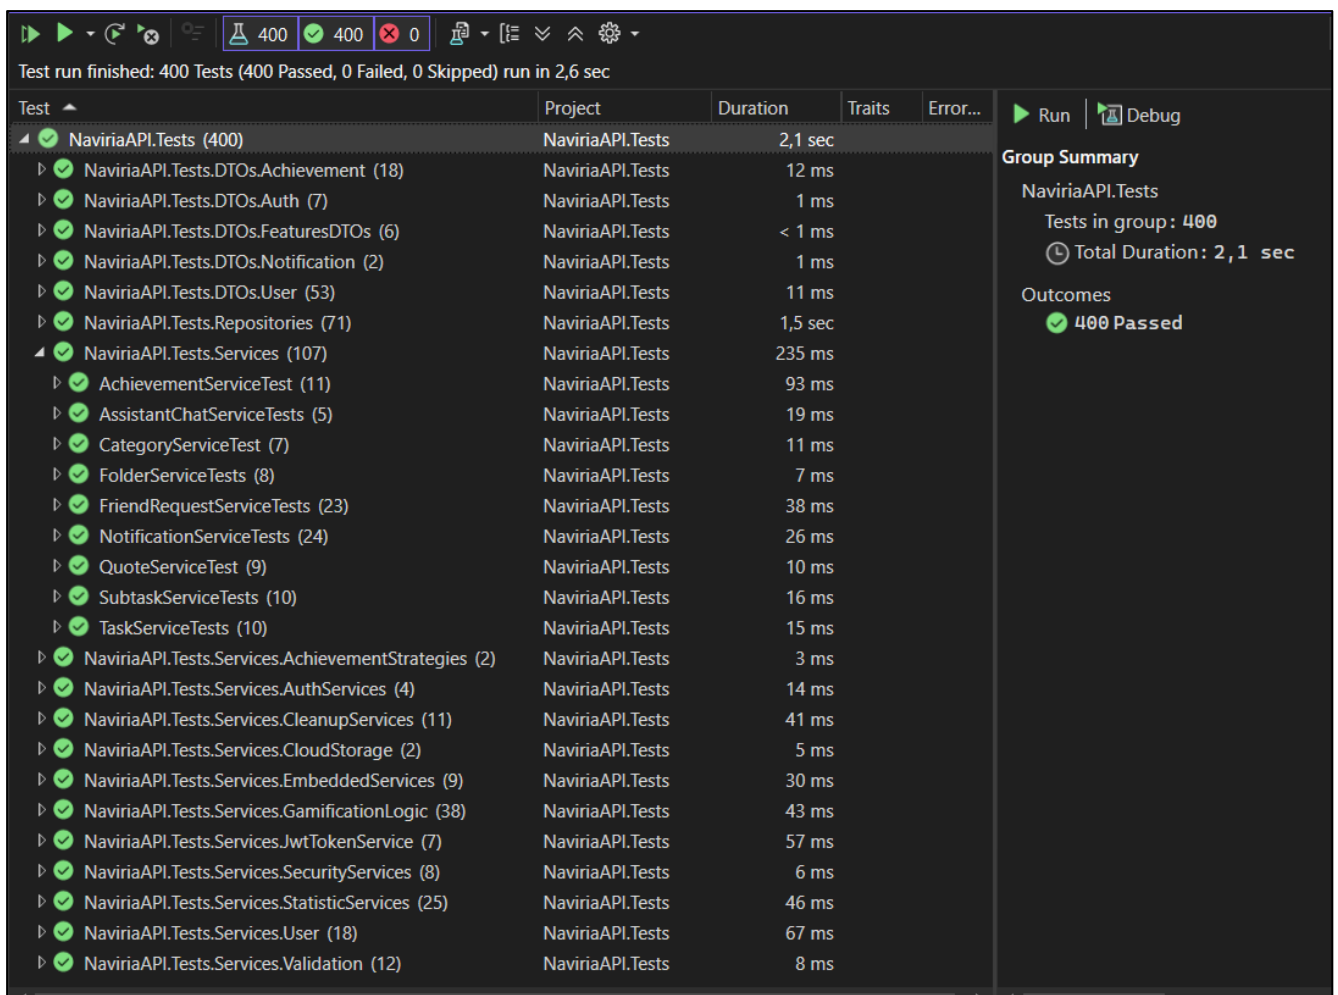 400 400 0
Test run finished: 400 Tests (400 Passed, 0 Failed, 0 Skipped) run in 2,6 sec
Test Project Duration Traits Error...
NaviriaAPI.Tests (400) NaviriaAPI.Tests 2,1 sec
NaviriaAPI.Tests.DTOs.Achievement (18) NaviriaAPI.Tests 12 ms
NaviriaAPI.Tests.DTOs.Auth (7) NaviriaAPI.Tests 1 ms
NaviriaAPI.Tests.DTOs.FeaturesDTOs (6) NaviriaAPI.Tests < 1 ms
NaviriaAPI.Tests.DTOs.Notification (2) NaviriaAPI.Tests 1 ms
NaviriaAPI.Tests.DTOs.User (53) NaviriaAPI.Tests 11 ms
NaviriaAPI.Tests.Repositories (71) NaviriaAPI.Tests 1,5 sec
NaviriaAPI.Tests.Services (107) NaviriaAPI.Tests 235 ms
AchievementServiceTest (11) NaviriaAPI.Tests 93 ms
AssistantChatServiceTests (5) NaviriaAPI.Tests 19 ms
CategoryServiceTest (7) NaviriaAPI.Tests 11 ms
FolderServiceTests (8) NaviriaAPI.Tests 7 ms
FriendRequestServiceTests (23) NaviriaAPI.Tests 38 ms
NotificationServiceTests (24) NaviriaAPI.Tests 26 ms
QuoteServiceTest (9) NaviriaAPI.Tests 10 ms
SubtaskServiceTests (10) NaviriaAPI.Tests 16 ms
TaskServiceTests (10) NaviriaAPI.Tests 15 ms
NaviriaAPI.Tests.Services.AchievementStrategies (2) NaviriaAPI.Tests 3 ms
NaviriaAPI.Tests.Services.AuthServices (4) NaviriaAPI.Tests 14 ms
NaviriaAPI.Tests.Services.CleanupServices (11) NaviriaAPI.Tests 41 ms
NaviriaAPI.Tests.Services.CloudStorage (2) NaviriaAPI.Tests 5 ms
NaviriaAPI.Tests.Services.EmbeddedServices (9) NaviriaAPI.Tests 30 ms
NaviriaAPI.Tests.Services.GamificationLogic (38) NaviriaAPI.Tests 43 ms
NaviriaAPI.Tests.Services.JwtTokenService (7) NaviriaAPI.Tests 57 ms
NaviriaAPI.Tests.Services.SecurityServices (8) NaviriaAPI.Tests 6 ms
NaviriaAPI.Tests.Services.StatisticServices (25) NaviriaAPI.Tests 46 ms
NaviriaAPI.Tests.Services.User (18) NaviriaAPI.Tests 67 ms
NaviriaAPI.Tests.Services.Validation (12) NaviriaAPI.Tests 8 ms
Run Debug
Group Summary
NaviriaAPI.Tests
Tests in group: 400
Total Duration: 2,1 sec
Outcomes
400 Passed